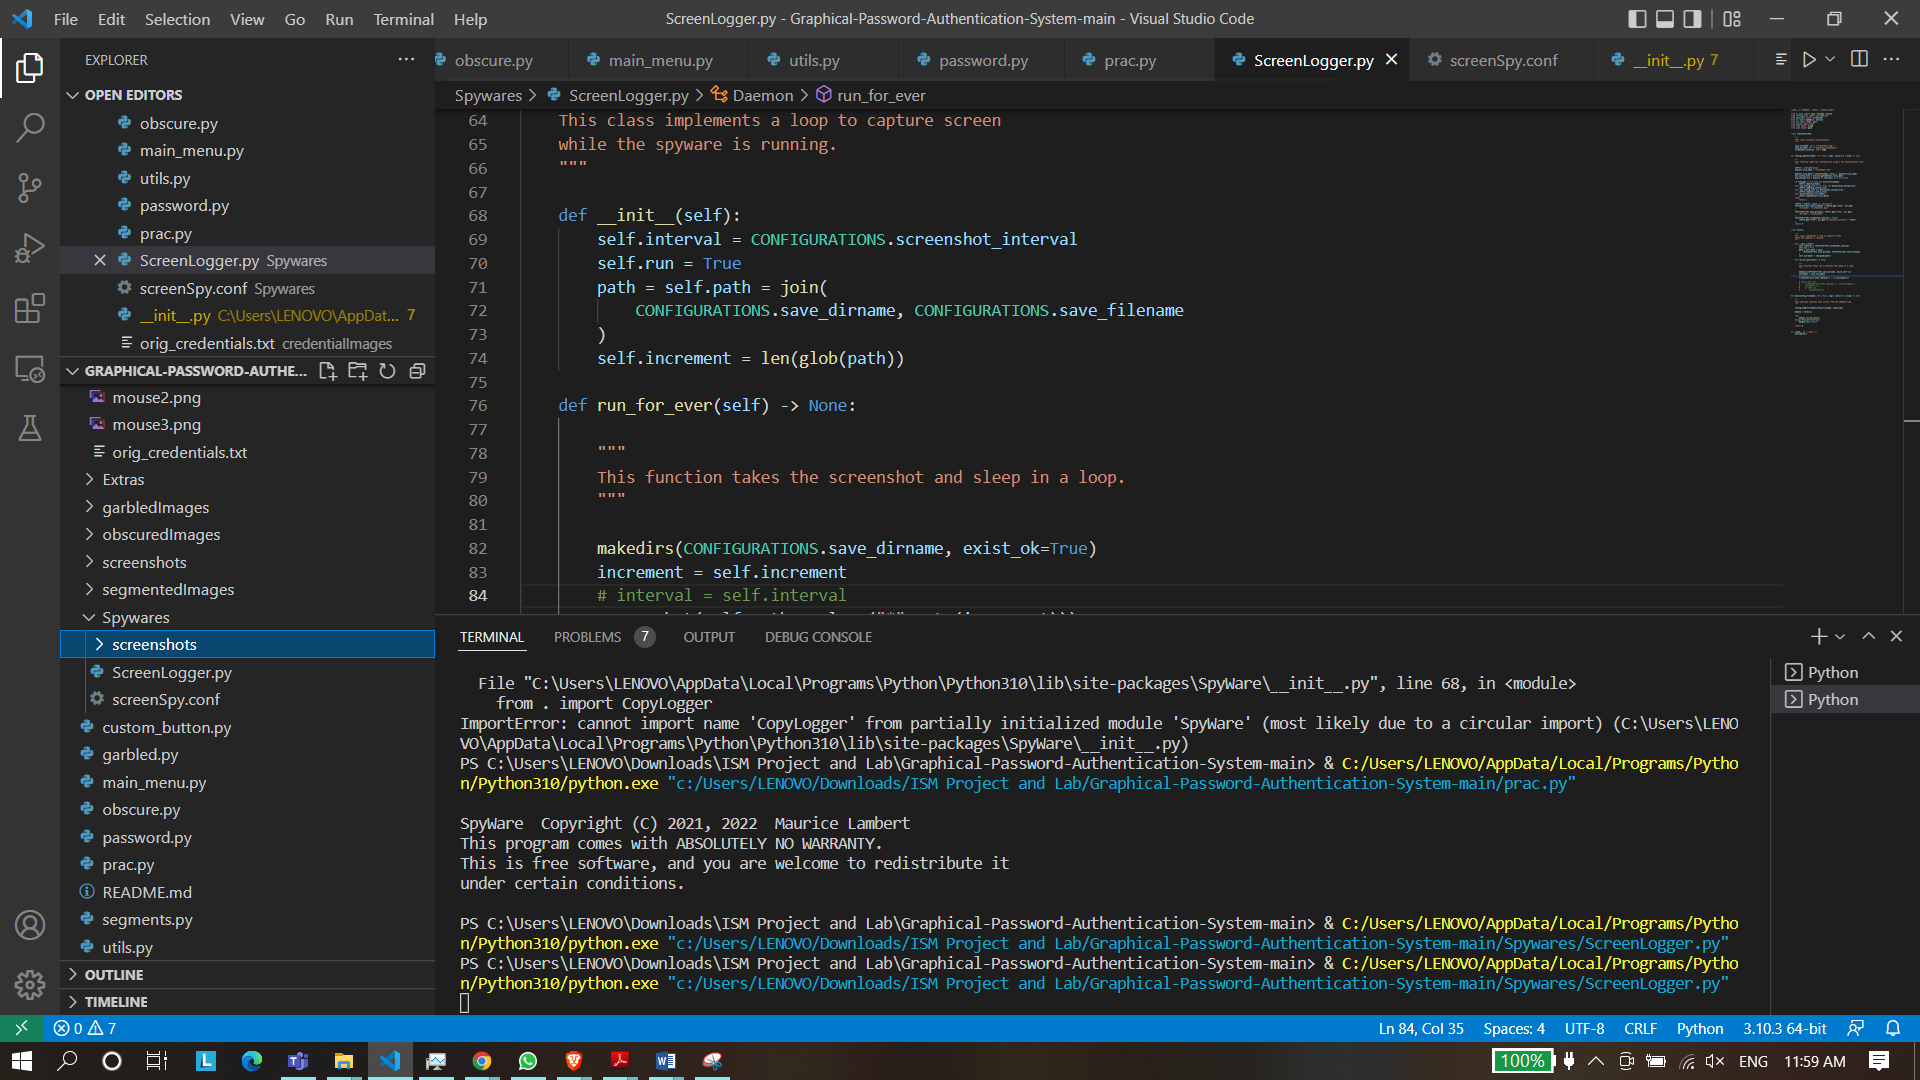 File Edit Selection View Go Run Terminal Help
ScreenLogger.py - Graphical-Password-Authentication-System-main - Visual Studio Code
EXPLORER
OPEN EDITORS
obscure.py
main_menu.py
utils.py
password.py
prac.py
ScreenLogger.py Spywares
screenSpy.conf Spywares
__init__.py C:\Users\LENOVO\AppDat... 7
orig_credentials.txt credentialImages
GRAPHICAL-PASSWORD-AUTHE...
mouse2.png
mouse3.png
orig_credentials.txt
Extras
garbledImages
obscuredImages
screenshots
segmentedImages
Spywares
screenshots
ScreenLogger.py
screenSpy.conf
custom_button.py
garbled.py
main_menu.py
obscure.py
password.py
prac.py
README.md
segments.py
utils.py
OUTLINE
TIMELINE
obscure.py main_menu.py utils.py password.py prac.py ScreenLogger.py screenSpy.conf __init__.py 7
Spywares > ScreenLogger.py > Daemon > run_for_ever
64 This class implements a loop to capture screen
65 while the spyware is running.
66 """
67
68 def __init__(self):
69 self.interval = CONFIGURATIONS.screenshot_interval
70 self.run = True
71 path = self.path = join(
72 CONFIGURATIONS.save_dirname, CONFIGURATIONS.save_filename
73 )
74 self.increment = len(glob(path))
75
76 def run_for_ever(self) -> None:
77
78 """
79 This function takes the screenshot and sleep in a loop.
80 """
81
82 makedirs(CONFIGURATIONS.save_dirname, exist_ok=True)
83 increment = self.increment
84 # interval = self.interval
TERMINAL PROBLEMS 7 OUTPUT DEBUG CONSOLE
File "C:\Users\LENOVO\AppData\Local\Programs\Python\Python310\lib\site-packages\SpyWare\__init__.py", line 68, in <module>
from . import CopyLogger
ImportError: cannot import name 'CopyLogger' from partially initialized module 'SpyWare' (most likely due to a circular import) (C:\Users\LENO
VO\AppData\Local\Programs\Python\Python310\lib\site-packages\SpyWare\__init__.py)
PS C:\Users\LENOVO\Downloads\ISM Project and Lab\Graphical-Password-Authentication-System-main> & C:/Users/LENOVO/AppData/Local/Programs/Pytho
n/Python310/python.exe "c:/Users/LENOVO/Downloads/ISM Project and Lab/Graphical-Password-Authentication-System-main/prac.py"
SpyWare  Copyright (C) 2021, 2022  Maurice Lambert
This program comes with ABSOLUTELY NO WARRANTY.
This is free software, and you are welcome to redistribute it
under certain conditions.
PS C:\Users\LENOVO\Downloads\ISM Project and Lab\Graphical-Password-Authentication-System-main> & C:/Users/LENOVO/AppData/Local/Programs/Pytho
n/Python310/python.exe "c:/Users/LENOVO/Downloads/ISM Project and Lab/Graphical-Password-Authentication-System-main/Spywares/ScreenLogger.py"
PS C:\Users\LENOVO\Downloads\ISM Project and Lab\Graphical-Password-Authentication-System-main> & C:/Users/LENOVO/AppData/Local/Programs/Pytho
n/Python310/python.exe "c:/Users/LENOVO/Downloads/ISM Project and Lab/Graphical-Password-Authentication-System-main/Spywares/ScreenLogger.py"
Python
Python
0 7 Ln 84, Col 35 Spaces: 4 UTF-8 CRLF Python 3.10.3 64-bit
L 100% ENG 11:59 AM